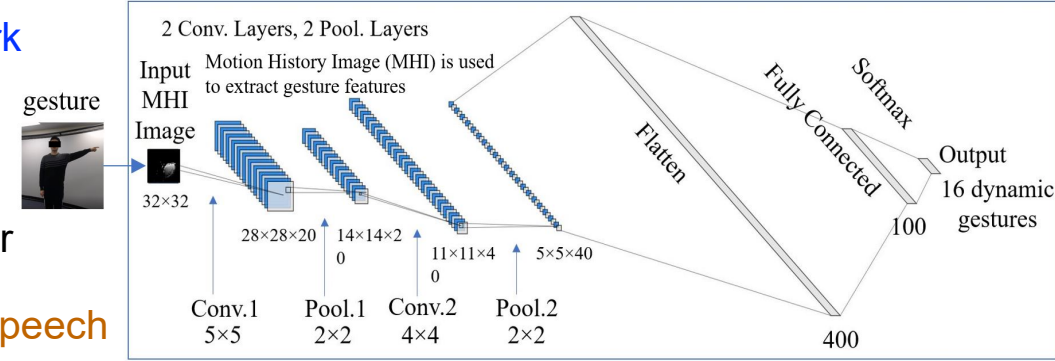 rk
gesture
r
peech
2 Conv. Layers, 2 Pool. Layers
Motion History Image (MHI) is used
to extract gesture features
Input
MHI
Image
32×32
28×28×20
14×14×2
0
11×11×4
0
5×5×40
Conv.1
5×5
Pool.1
2×2
Conv.2
4×4
Pool.2
2×2
Flatten
400
Fully Connected
100
Softmax
Output
16 dynamic
gestures